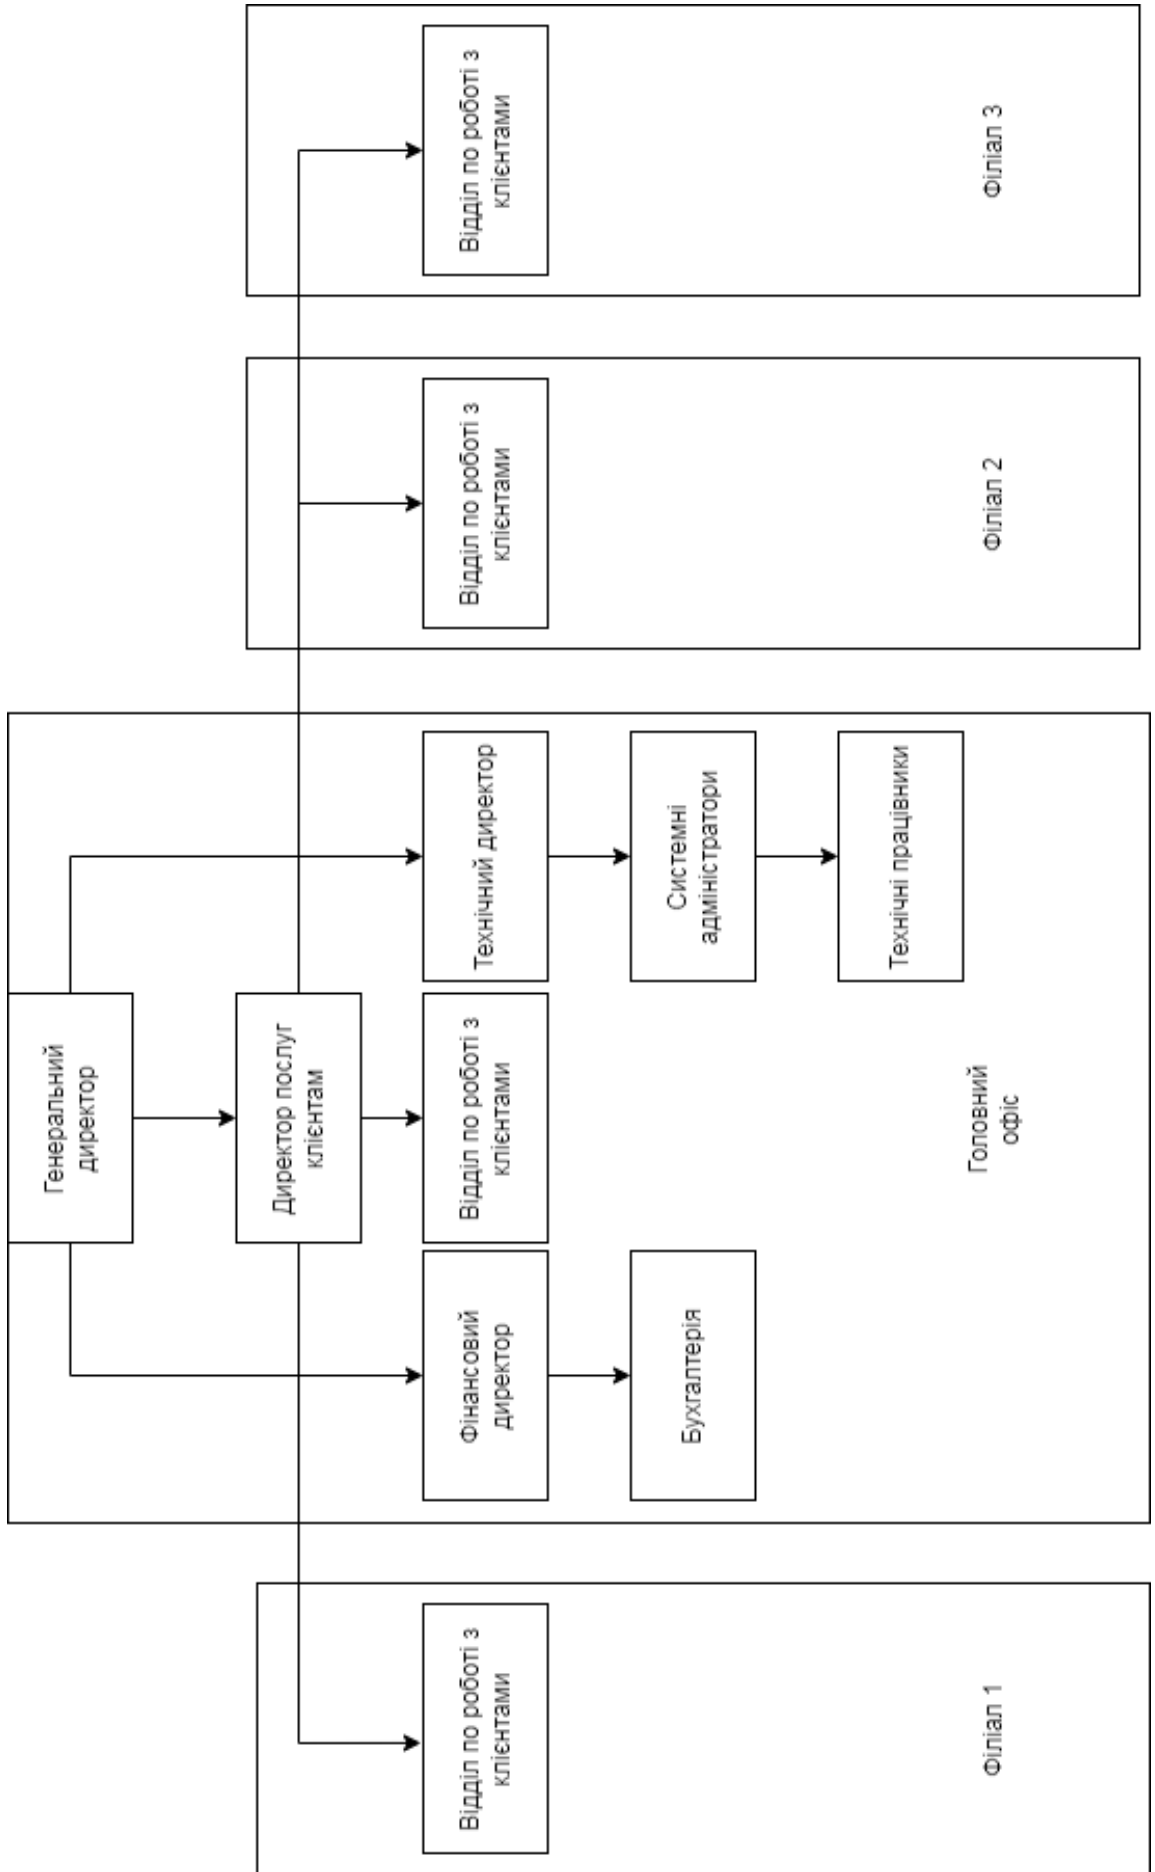 Генеральний
директор
Директор послуг
клієнтам
Відділ по роботі з
клієнтами
Фінансовий
директор
Відділ по роботі з
клієнтами
Технічний директор
Відділ по роботі з
клієнтами
Відділ по роботі з
клієнтами
Бухгалтерія
Системні
адміністратори
Технічні працівники
Філіал 1
Головний
офіс
Філіал 2
Філіал 3